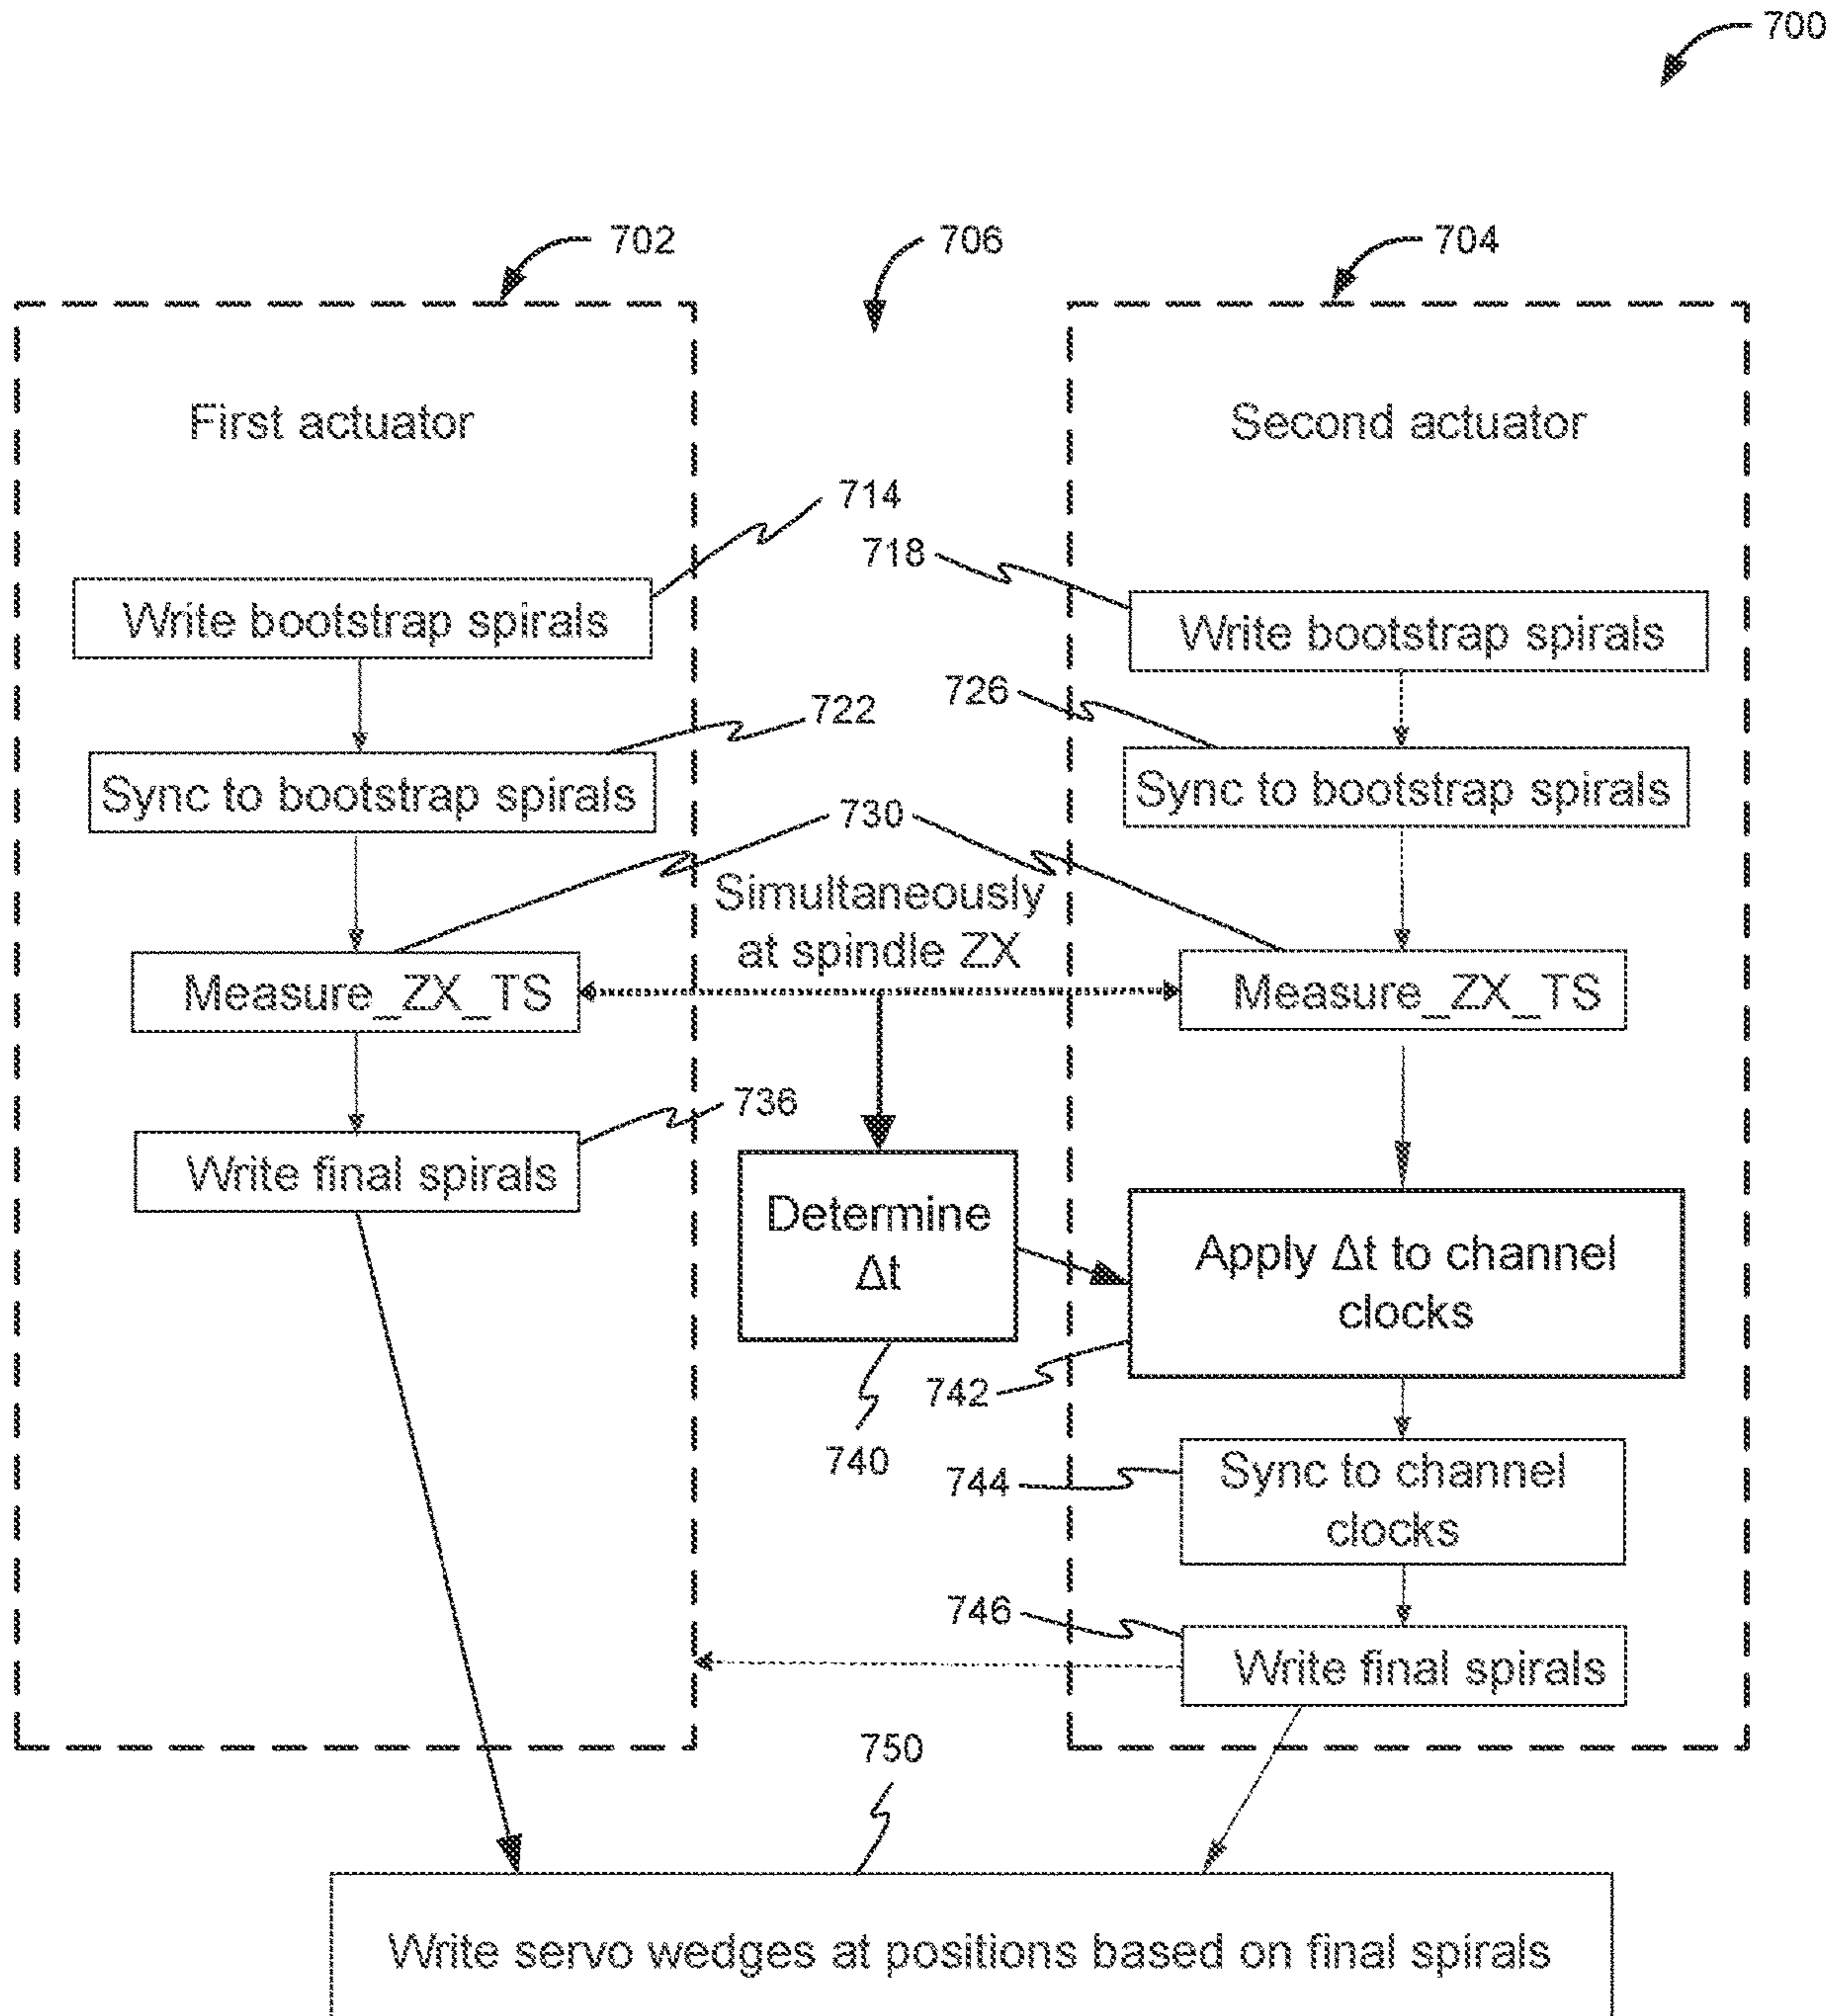 700
702
706
704
First actuator
Second actuator
714
718
Write bootstrap spirals
Write bootstrap spirals
722
726
Sync to bootstrap spirals
Sync to bootstrap spirals
730
Simultaneously
at spindle ZX
Measure_ZX_TS
Measure_ZX_TS
736
Write final spirals
Determine
Δt
Apply Δt to channel
clocks
742
740
744
Sync to channel
clocks
746
Write final spirals
750
Write servo wedges at positions based on final spirals